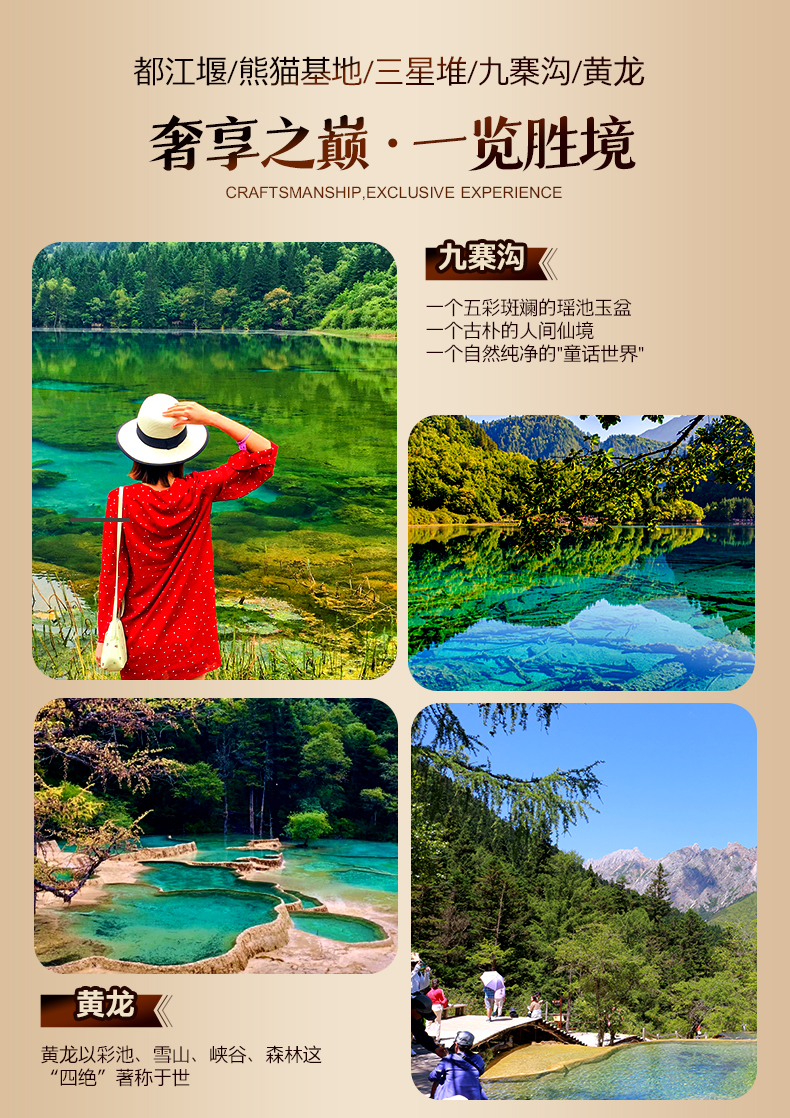 都江堰/熊猫基地/三星堆/九寨沟/黄龙
奢享之巅·一览胜境
CRAFTSMANSHIP,EXCLUSIVE EXPERIENCE
九寨沟
一个五彩斑斓的瑶池玉盆
一个古朴的人间仙境
一个自然纯净的"童话世界"
黄龙
黄龙以彩池、雪山、峡谷、森林这
“四绝”著称于世